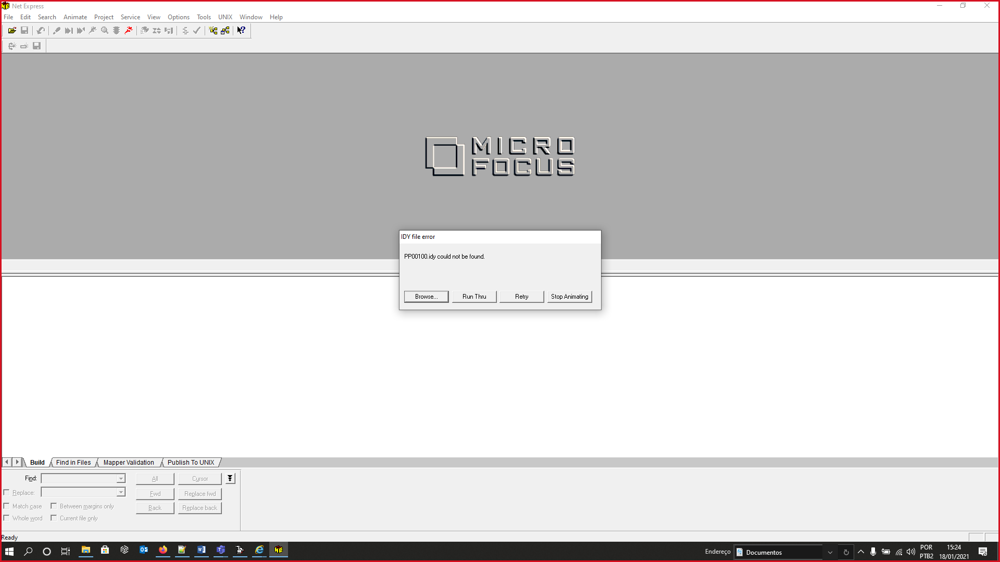 Net Express
File Edit Search Animate Project Service View Options Tools UNIX Window Help
MICRO
FOCUS
IDY file error
PP00100.idy could not be found.
Browse... Run Thru Retry Stop Animating
Build Find in Files Mapper Validation Publish To UNIX
Find: All Cursor
Replace: Fwd Replace fwd
Match case Between margins only Back Replace back
Whole word Current file only
Ready
Endereço Documentos POR 15:24
PTB2 18/01/2021